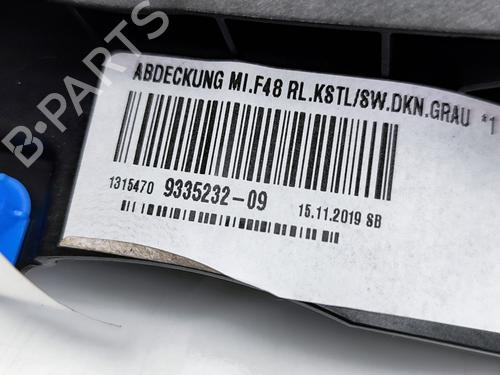 ABDECKUNG MI.F48 RL.KSTL/SW.DKN.GRAU *1
1315470 9335232-09 15.11.2019 SB
B-PARTS